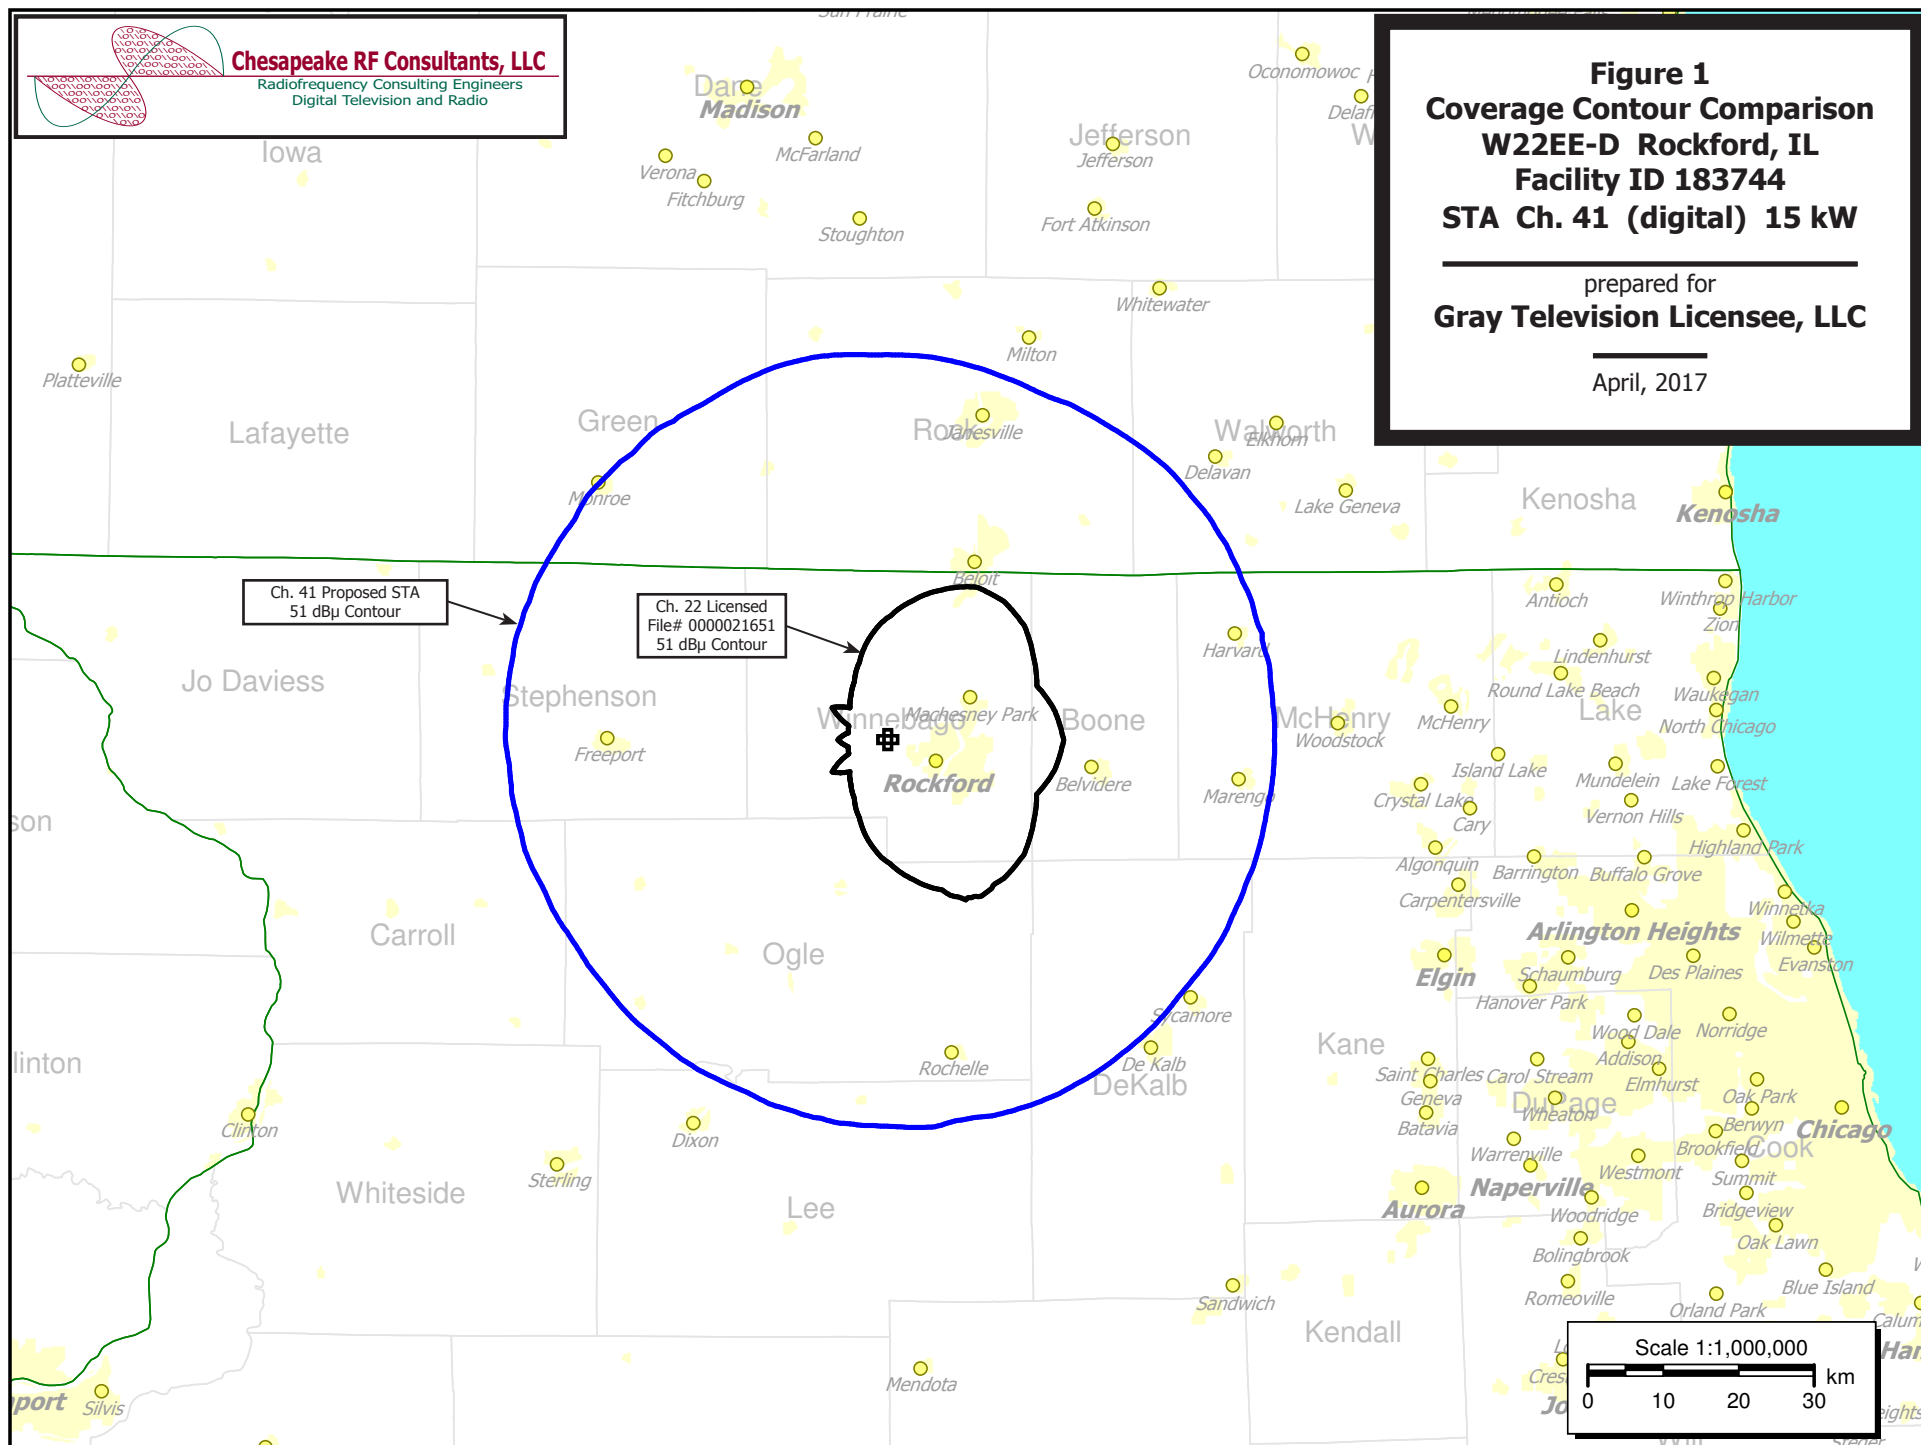 Chesapeake RF Consultants, LLC
Radiofrequency Consulting Engineers
Digital Television and Radio
Figure 1
Coverage Contour Comparison
W22EE-D Rockford, IL
Facility ID 183744
STA Ch. 41 (digital) 15 kW
prepared for
Gray Television Licensee, LLC
April, 2017
Sun Prairie
Oconomowoc
Dane
Madison
McFarland
Verona
Fitchburg
Stoughton
Iowa
Jefferson
Jefferson
Fort Atkinson
Whitewater
Milton
Platteville
Lafayette
Green
Rock
Janesville
Walworth
Elkhorn
Delavan
Lake Geneva
Monroe
Kenosha
Kenosha
Beloit
Ch. 41 Proposed STA
51 dBµ Contour
Ch. 22 Licensed
File# 0000021651
51 dBµ Contour
Antioch
Winthrop Harbor
Zion
Harvard
Lindenhurst
Round Lake Beach
Waukegan
Jo Daviess
Stephenson
Winnebago
Machesney Park
Boone
McHenry
Woodstock
McHenry
Lake
North Chicago
Freeport
Rockford
Belvidere
Marengo
Island Lake
Mundelein
Lake Forest
Crystal Lake
Cary
Vernon Hills
Highland Park
Algonquin
Barrington
Buffalo Grove
Carpentersville
Winnetka
Arlington Heights
Wilmette
Evanston
Carroll
Ogle
Elgin
Schaumburg
Des Plaines
Hanover Park
Sycamore
Wood Dale
Norridge
Kane
Addison
Rochelle
De Kalb
DeKalb
Saint Charles
Carol Stream
Elmhurst
Geneva
DuPage
Wheaton
Oak Park
Batavia
Berwyn
Chicago
Clinton
Dixon
Warrenville
Brookfield
Cook
Westmont
Summit
Sterling
Whiteside
Lee
Aurora
Naperville
Woodridge
Bridgeview
Oak Lawn
Bolingbrook
Blue Island
Romeoville
Orland Park
Sandwich
Kendall
Mendota
Silvis
Scale 1:1,000,000
km
0 10 20 30